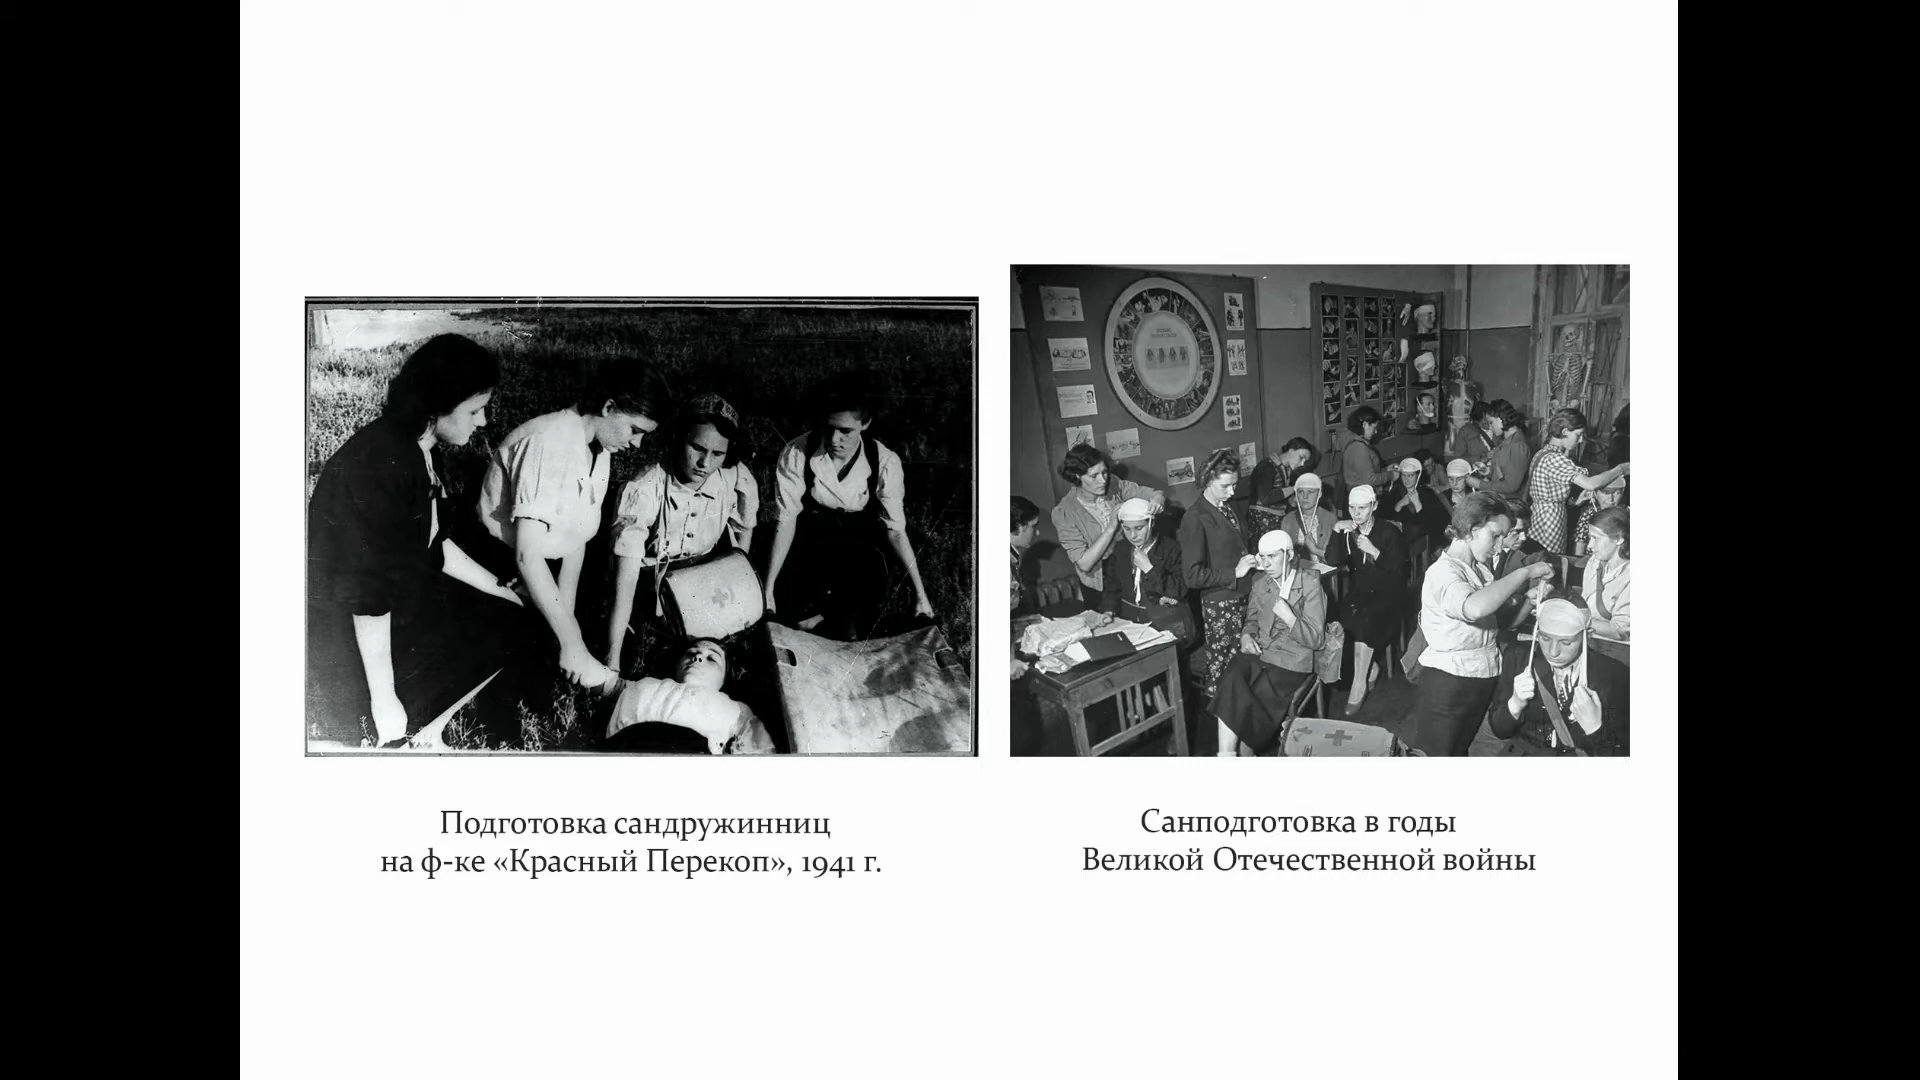 Подготовка сандружинниц
на ф-ке «Красный Перекоп», 1941 г.
Санподготовка в годы
Великой Отечественной войны